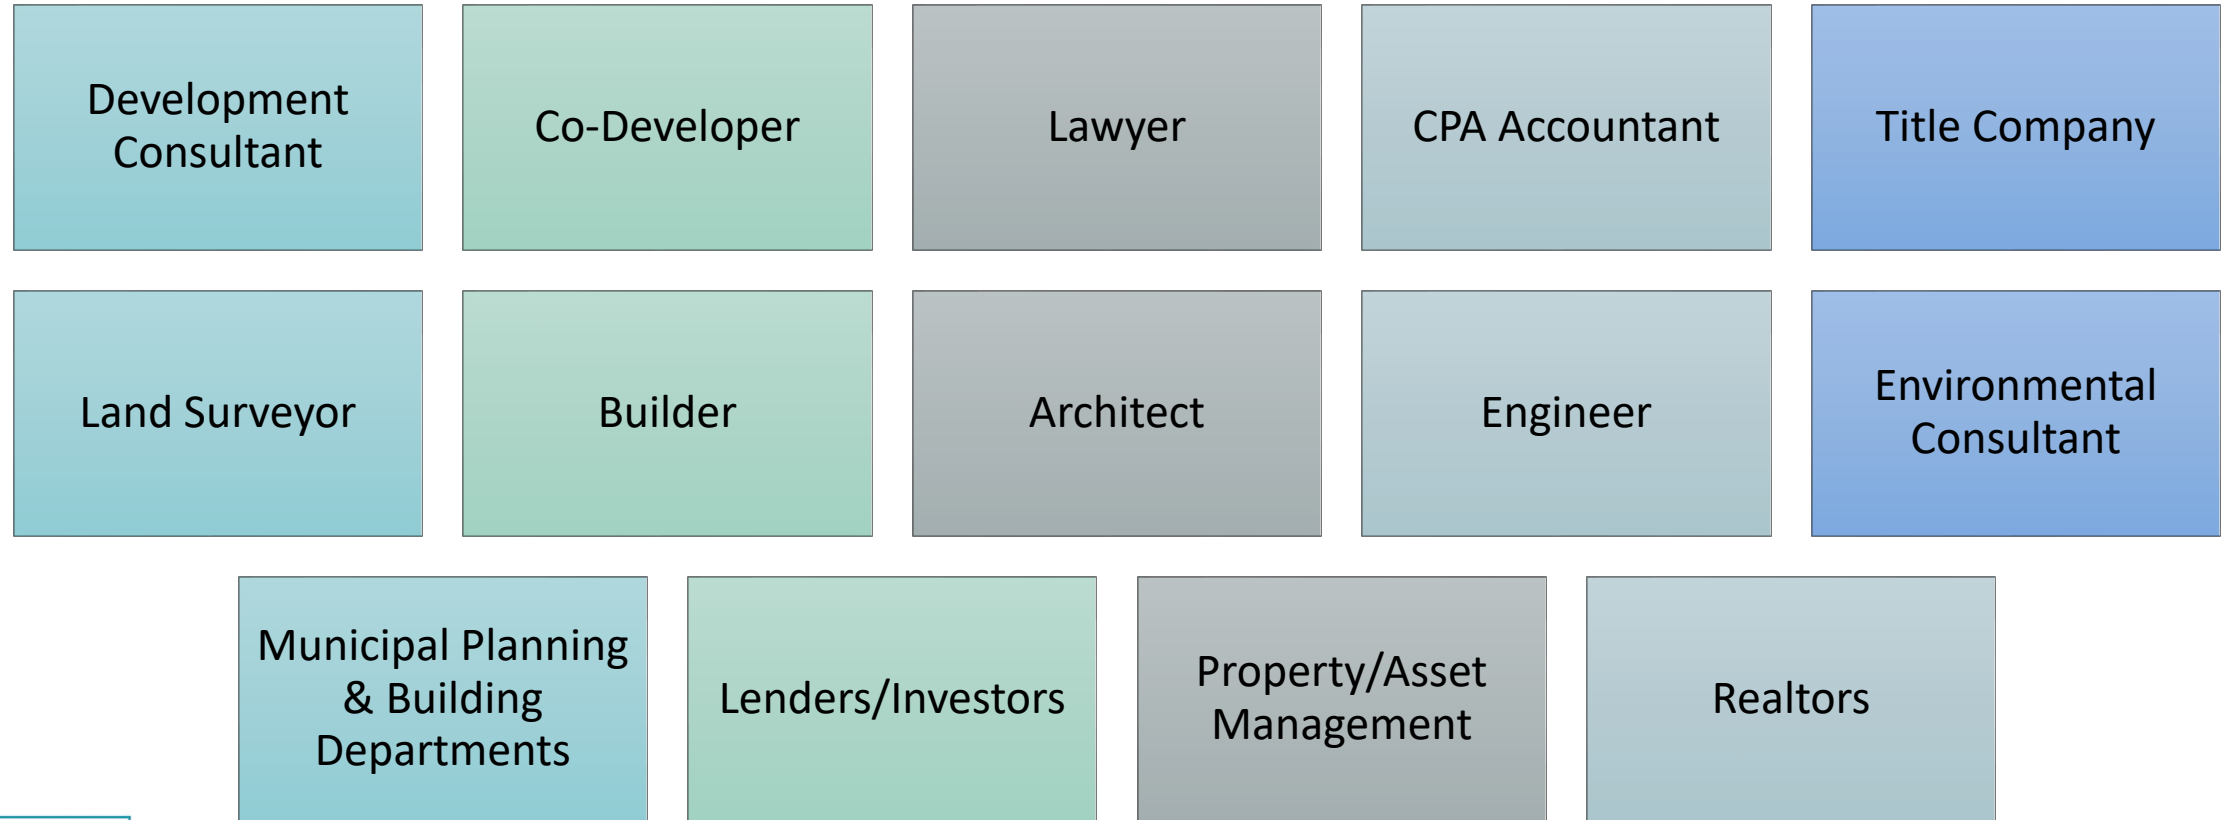 Development
Consultant
Co-Developer
Lawyer
CPA Accountant
Title Company
Land Surveyor
Builder
Architect
Engineer
Environmental
Consultant
Municipal Planning
& Building
Departments
Lenders/Investors
Property/Asset
Management
Realtors